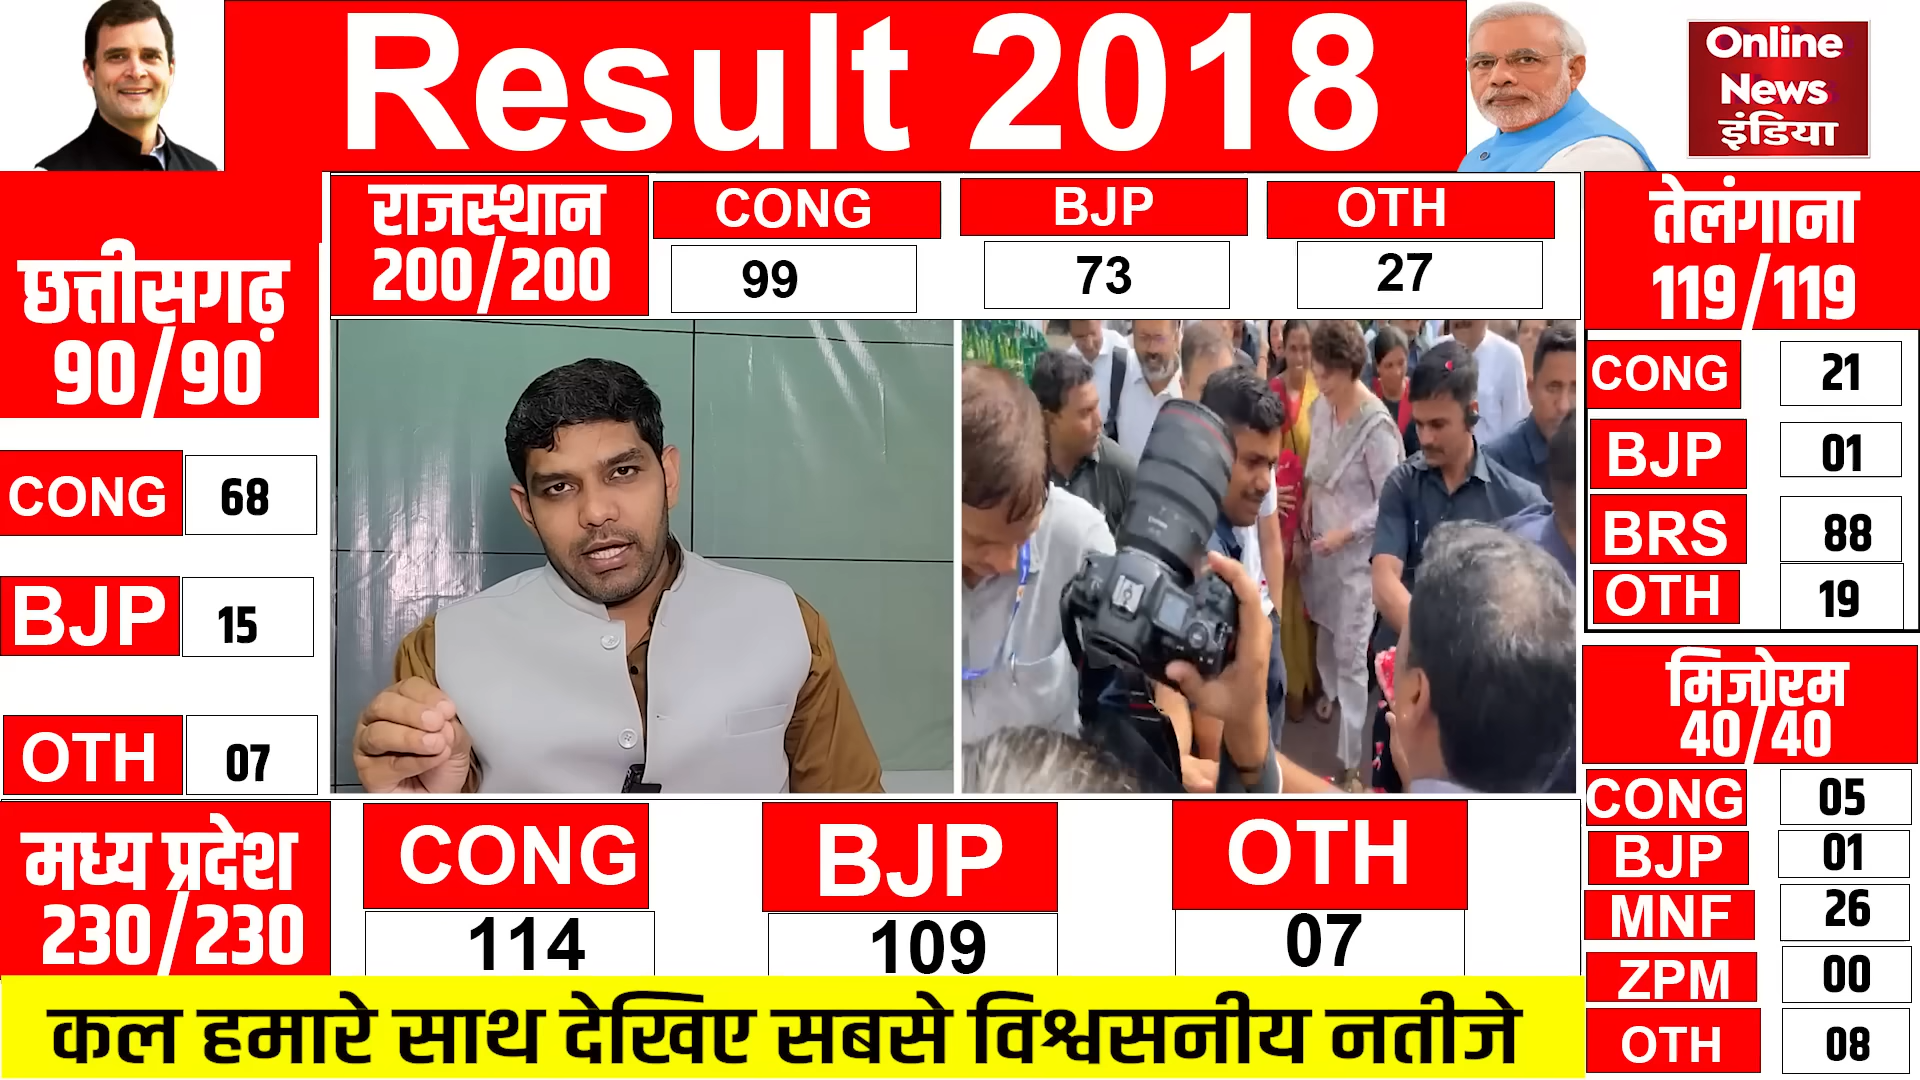 Result 2018
Online
News
इंडिया
राजस्थान
200/200
CONG
BJP
OTH
99
73
27
छत्तीसगढ़
90/90
CONG 68
BJP 15
OTH 07
तेलंगाना
119/119
CONG 21
BJP 01
BRS 88
OTH 19
मिजोरम
40/40
CONG 05
BJP 01
MNF 26
ZPM 00
OTH 08
मध्य प्रदेश
230/230
CONG
BJP
OTH
114
109
07
कल हमारे साथ देखिए सबसे विश्वसनीय नतीजे